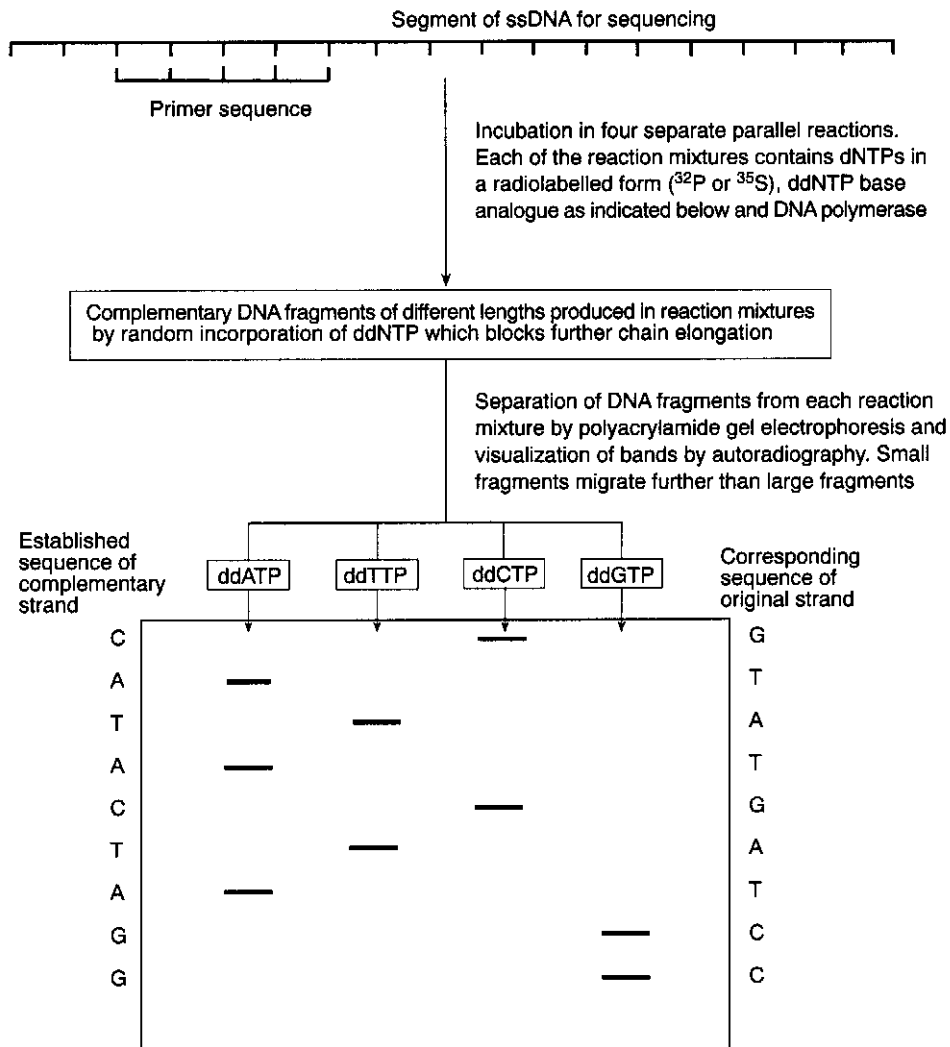 Segment of ssDNA for sequencing
Primer sequence
Incubation in four separate parallel reactions.
Each of the reaction mixtures contains dNTPs in
a radiolabelled form (³²P or ³⁵S), ddNTP base
analogue as indicated below and DNA polymerase
Complementary DNA fragments of different lengths produced in reaction mixtures
by random incorporation of ddNTP which blocks further chain elongation
Separation of DNA fragments from each reaction
mixture by polyacrylamide gel electrophoresis and
visualization of bands by autoradiography. Small
fragments migrate further than large fragments
Established
sequence of
complementary
strand
ddATP ddTTP ddCTP ddGTP
Corresponding
sequence of
original strand
C G
A T
T A
A T
C G
T A
A T
G C
G C